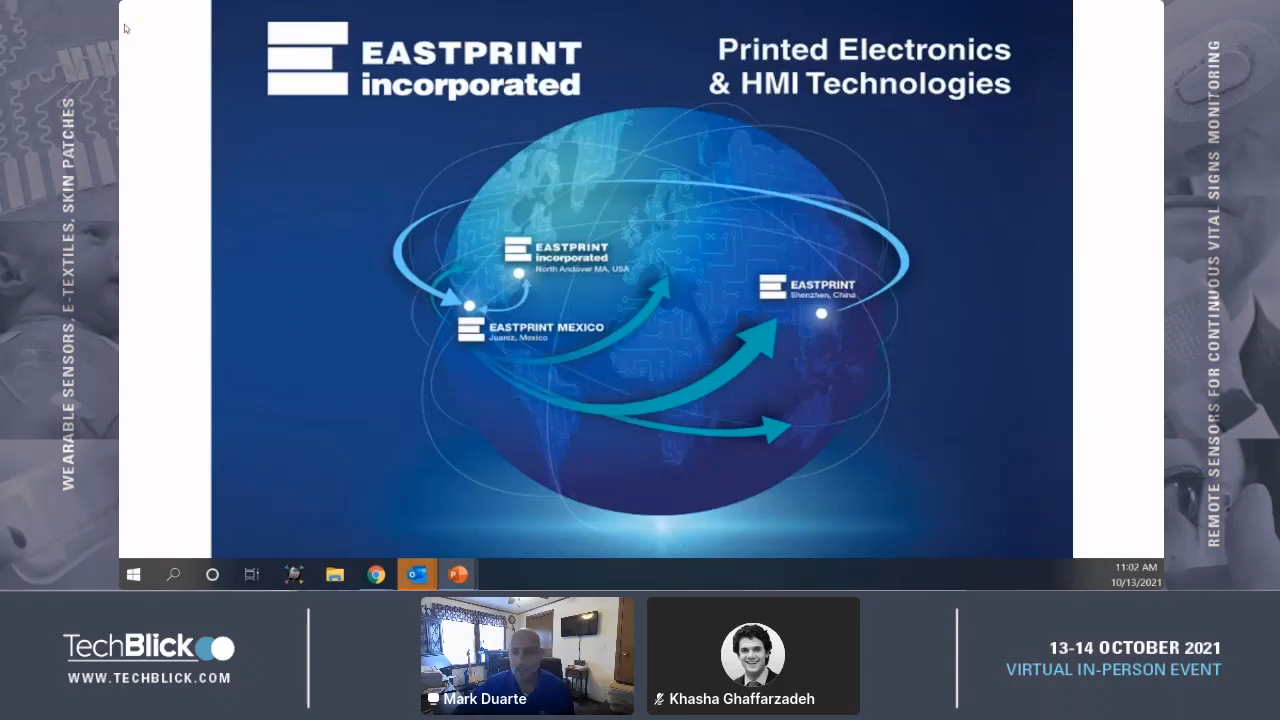 EASTPRINT
incorporated
Printed Electronics
& HMI Technologies
EASTPRINT
incorporated
North Andover MA, USA
EASTPRINT
Shenzhen, China
EASTPRINT MEXICO
Juarez, Mexico
WEARABLE SENSORS, E-TEXTILES, SKIN PATCHES
REMOTE SENSORS FOR CONTINUOUS VITAL SIGNS MONITORING
11:02 AM
10/13/2021
TechBlick
WWW.TECHBLICK.COM
Mark Duarte
Khasha Ghaffarzadeh
13-14 OCTOBER 2021
VIRTUAL IN-PERSON EVENT